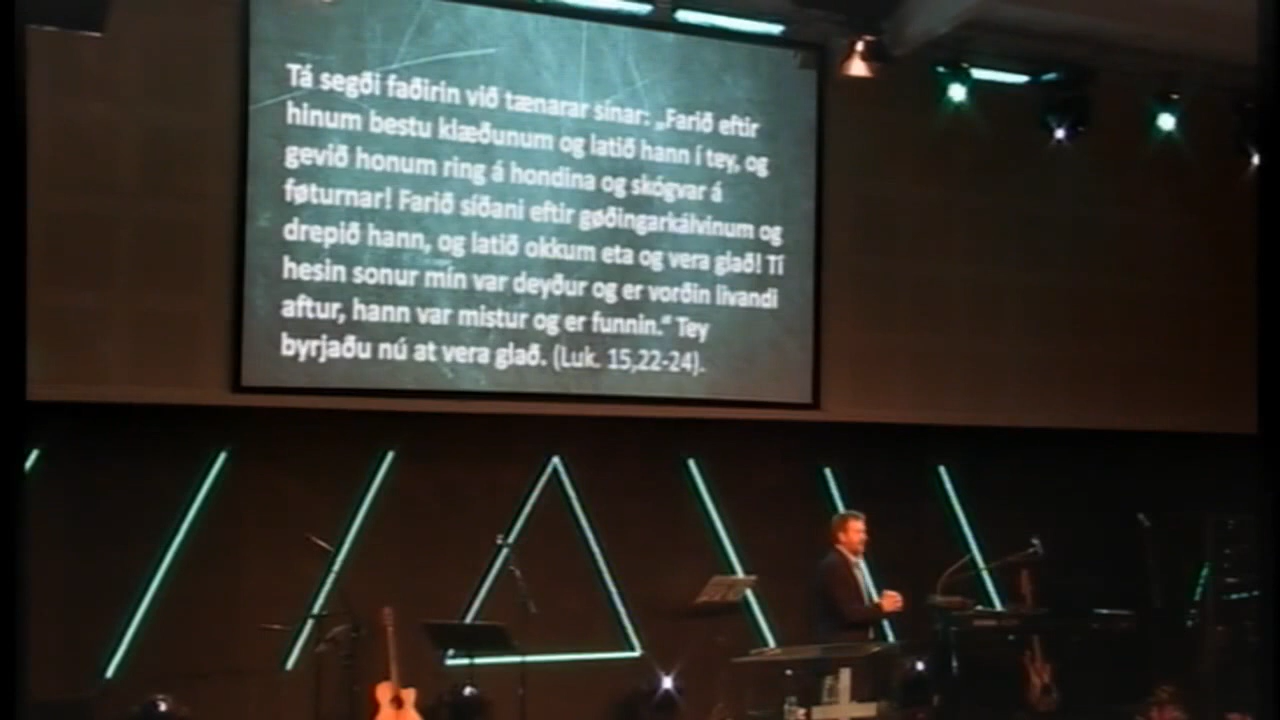 Tá segði faðirin við tænarar sínar: „Farið eftir
hinum bestu klæðunum og latið hann í tey, og
gevið honum ring á hondina og skógvar á
føturnar! Farið síðani eftir gøðingarkálvinum og
drepið hann, og latið okkum eta og vera glað! Tí
hesin sonur mín var deyður og er vorðin livandi
aftur, hann var mistur og er funnin.“ Tey
byrjaðu nú at vera glað. (Luk. 15,22-24).